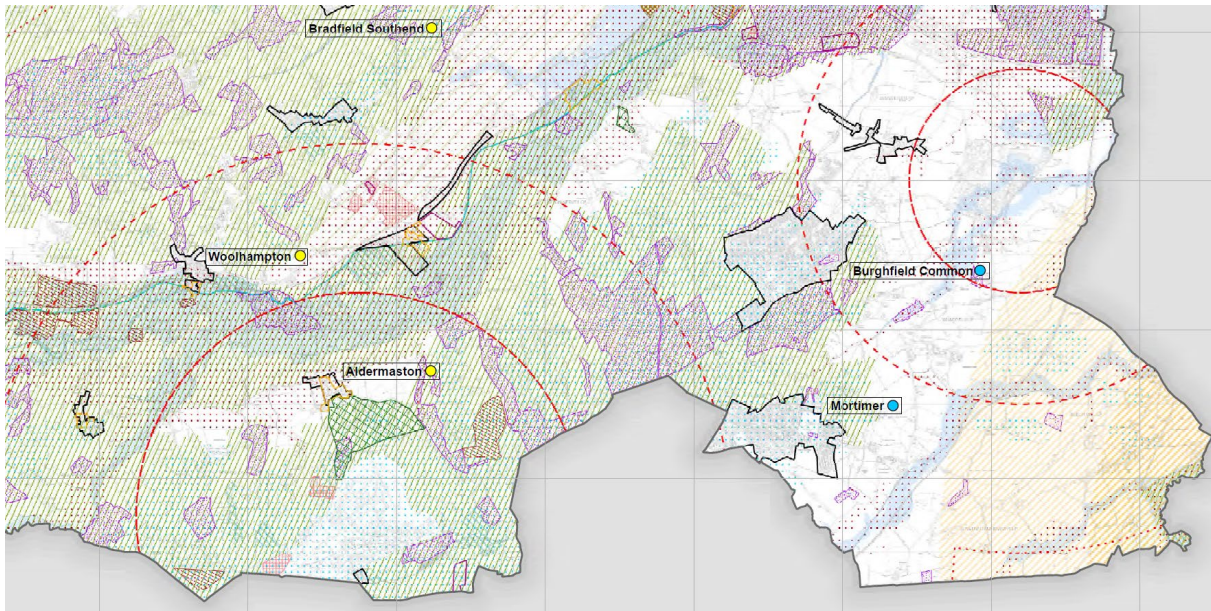 Bradfield Southend
Woolhampton
Burghfield Common
Aldermaston
Mortimer